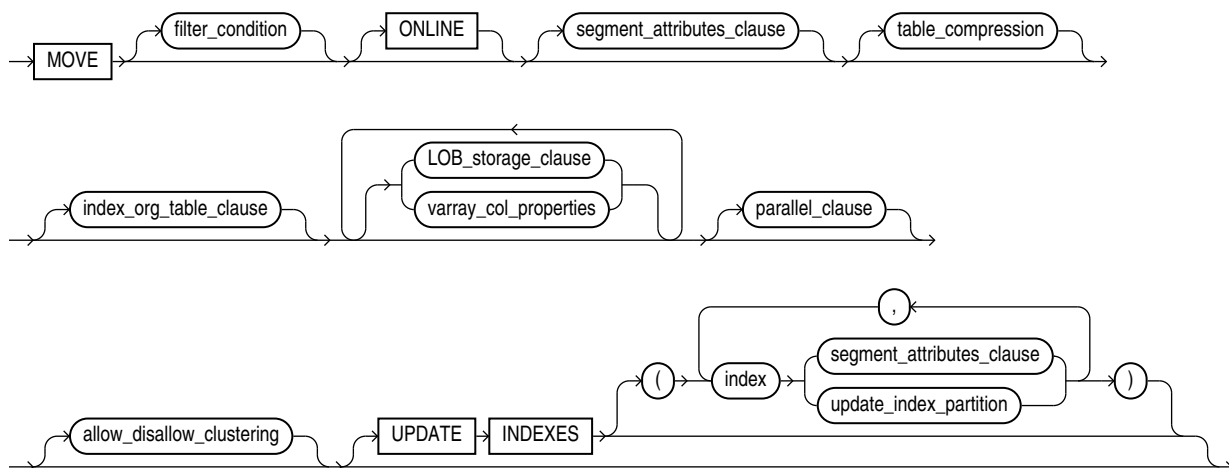 MOVE filter_condition ONLINE segment_attributes_clause table_compression
index_org_table_clause LOB_storage_clause parallel_clause
varray_col_properties
,
( index segment_attributes_clause )
update_index_partition
allow_disallow_clustering UPDATE INDEXES